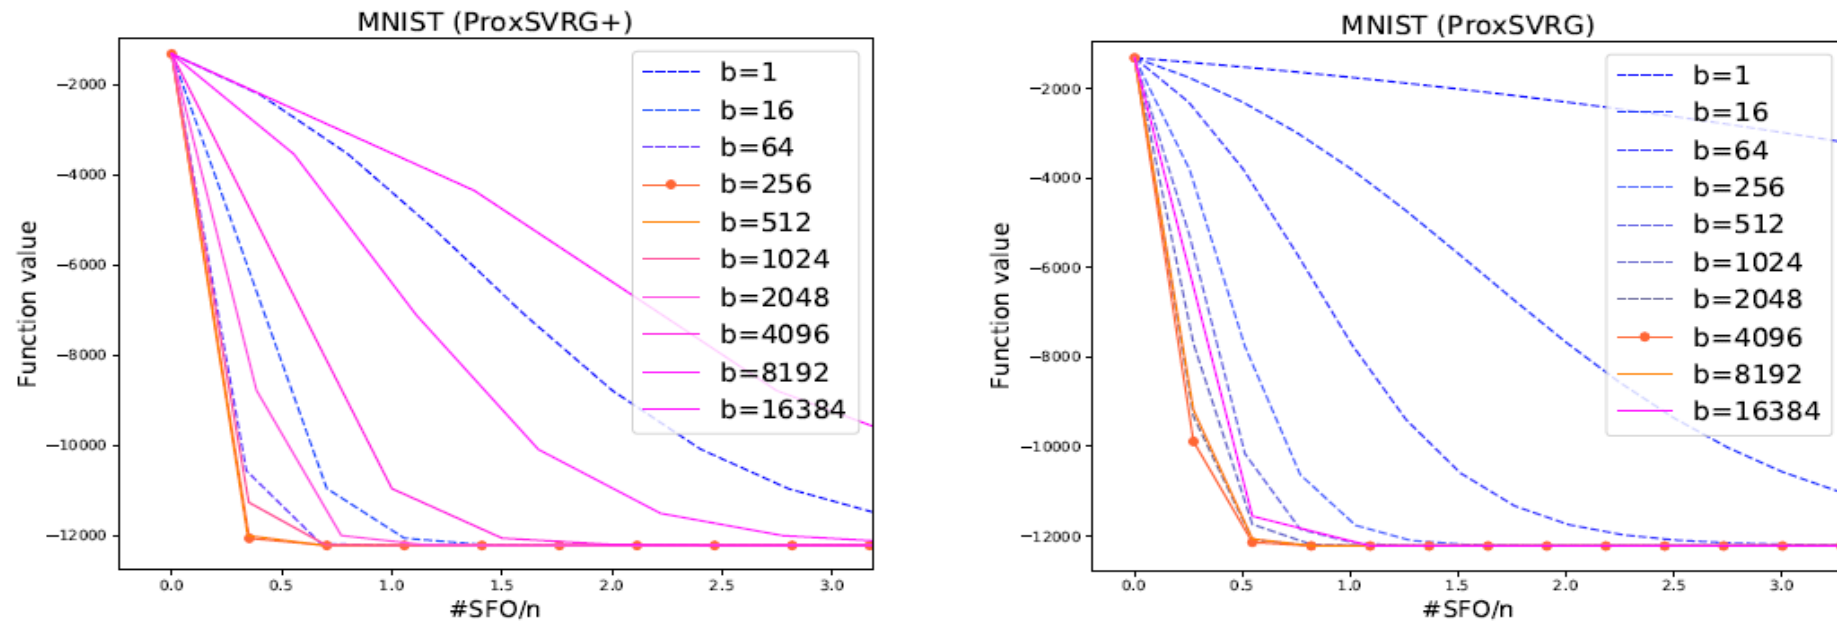 MNIST (ProxSVRG+)
Function value
−2000
−4000
−6000
−8000
−10000
−12000
b=1
b=16
b=64
b=256
b=512
b=1024
b=2048
b=4096
b=8192
b=16384
0.0 0.5 1.0 1.5 2.0 2.5 3.0
#SFO/n
MNIST (ProxSVRG)
Function value
−2000
−4000
−6000
−8000
−10000
−12000
b=1
b=16
b=64
b=256
b=512
b=1024
b=2048
b=4096
b=8192
b=16384
0.0 0.5 1.0 1.5 2.0 2.5 3.0
#SFO/n